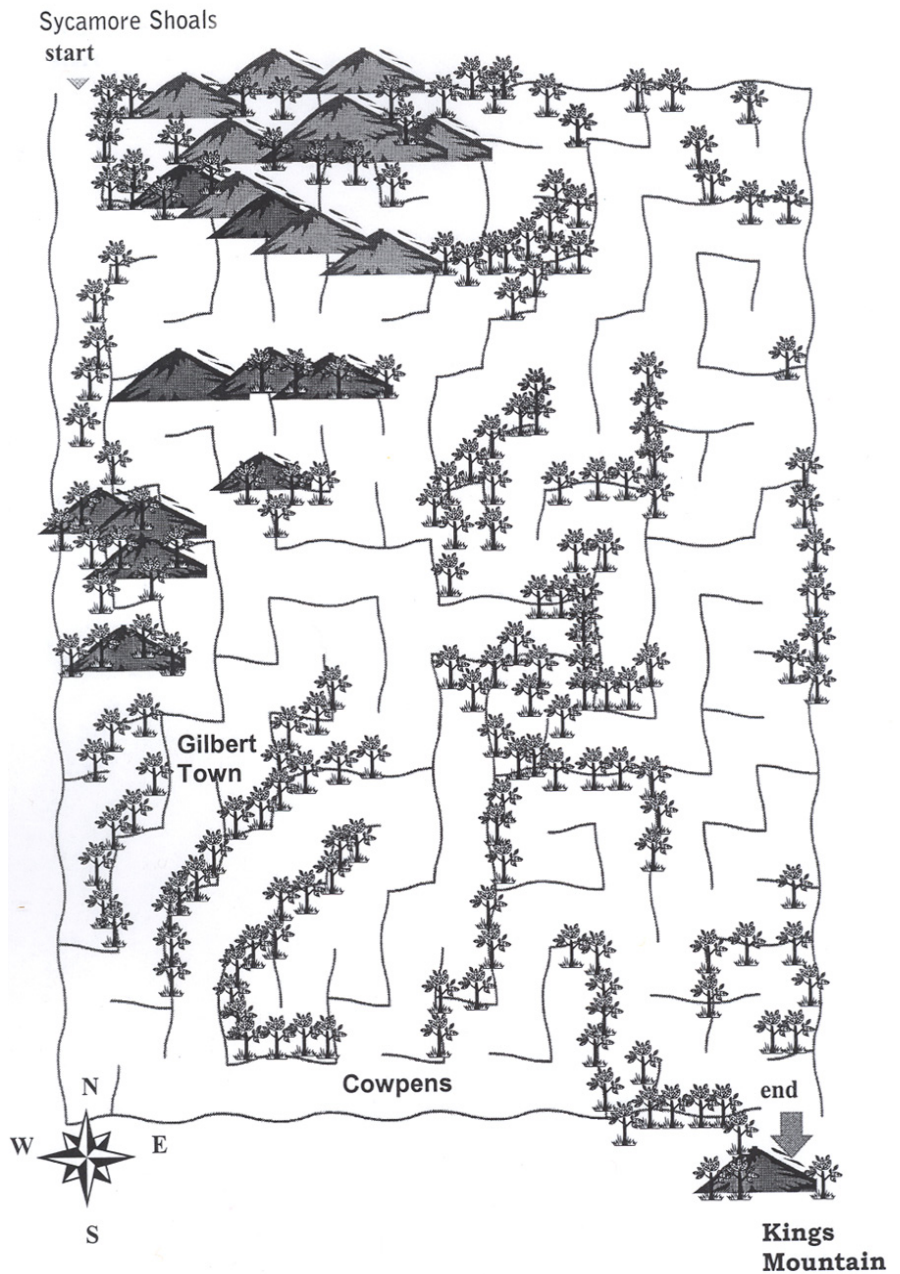 Sycamore Shoals
start
Gilbert
Town
Cowpens
N
W
E
S
end
Kings
Mountain